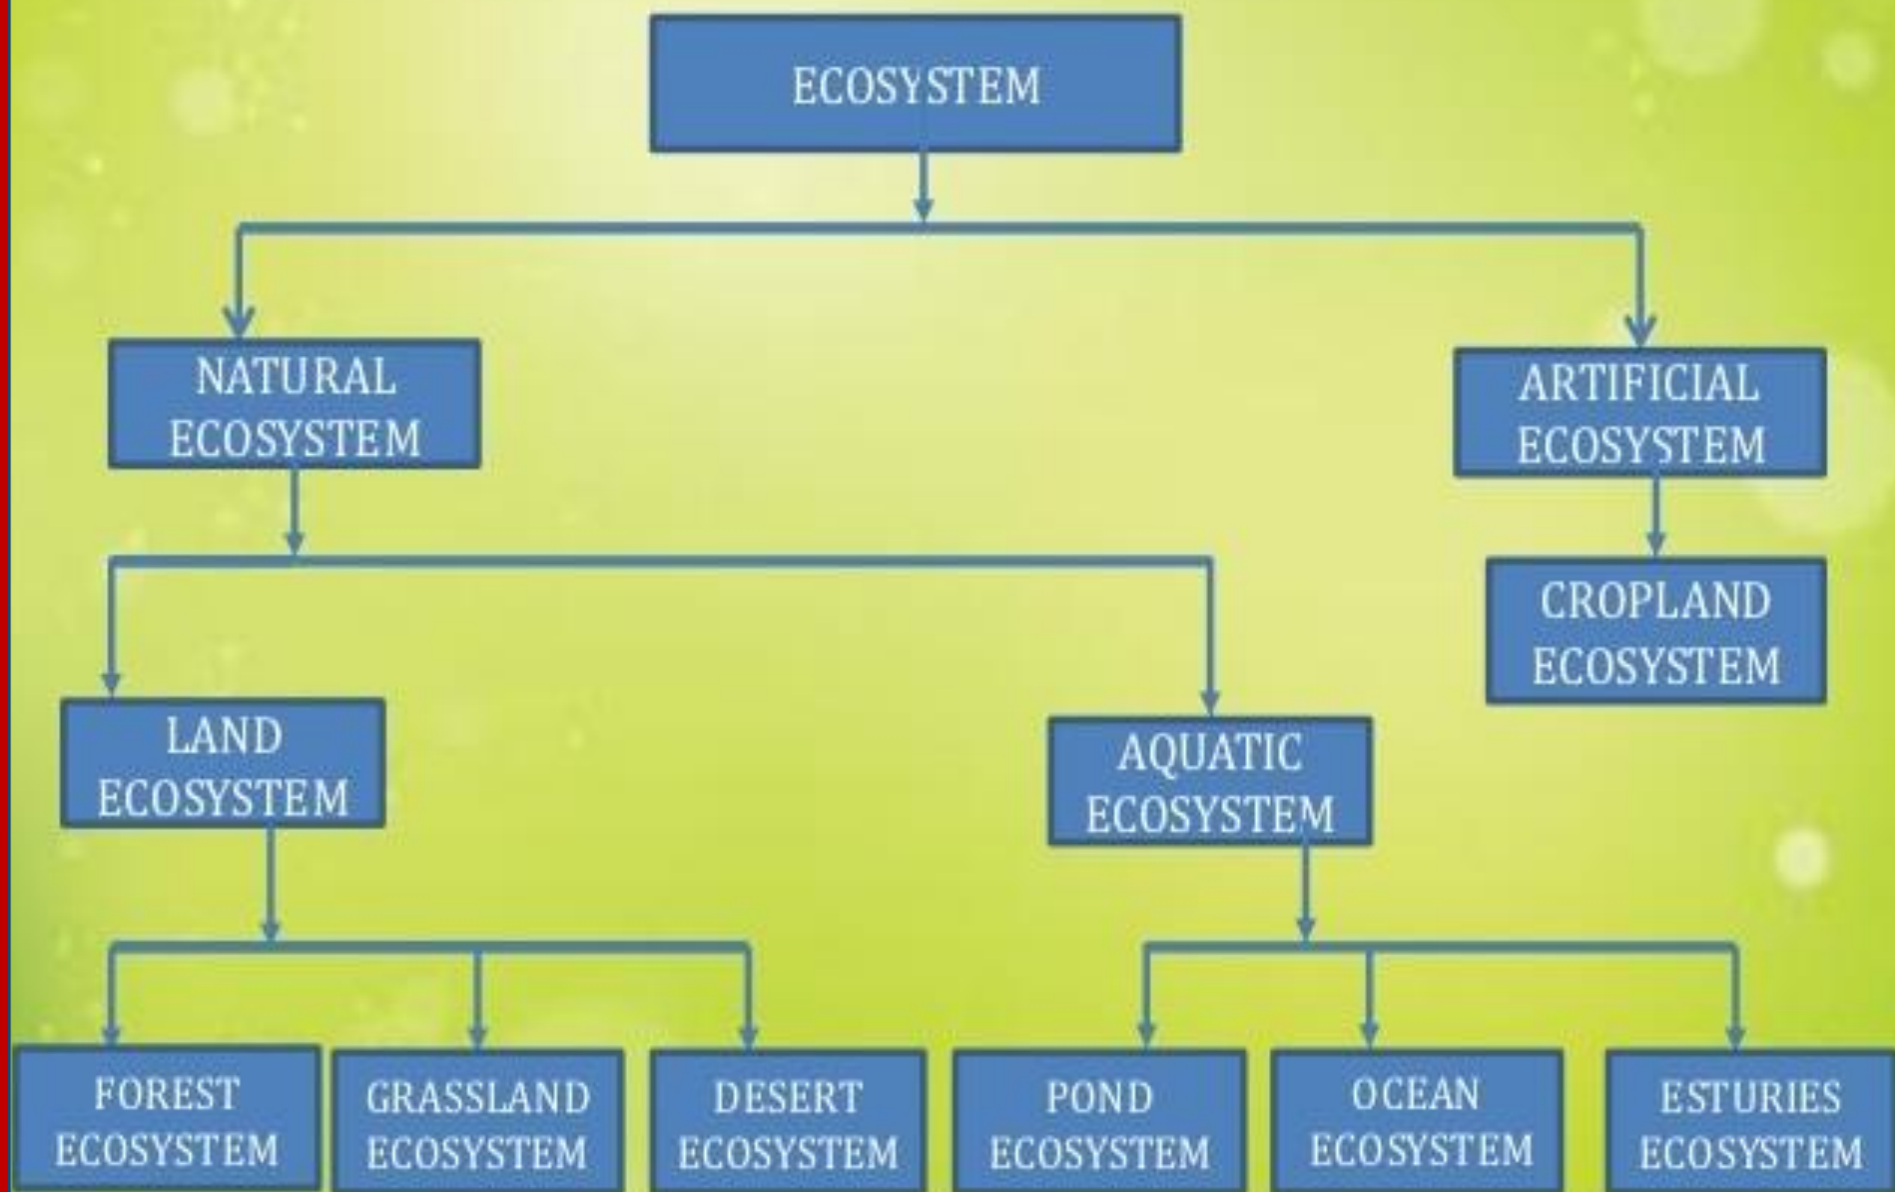 ECOSYSTEM
NATURAL
ECOSYSTEM
ARTIFICIAL
ECOSYSTEM
CROPLAND
ECOSYSTEM
LAND
ECOSYSTEM
AQUATIC
ECOSYSTEM
FOREST
ECOSYSTEM
GRASSLAND
ECOSYSTEM
DESERT
ECOSYSTEM
POND
ECOSYSTEM
OCEAN
ECOSYSTEM
ESTURIES
ECOSYSTEM